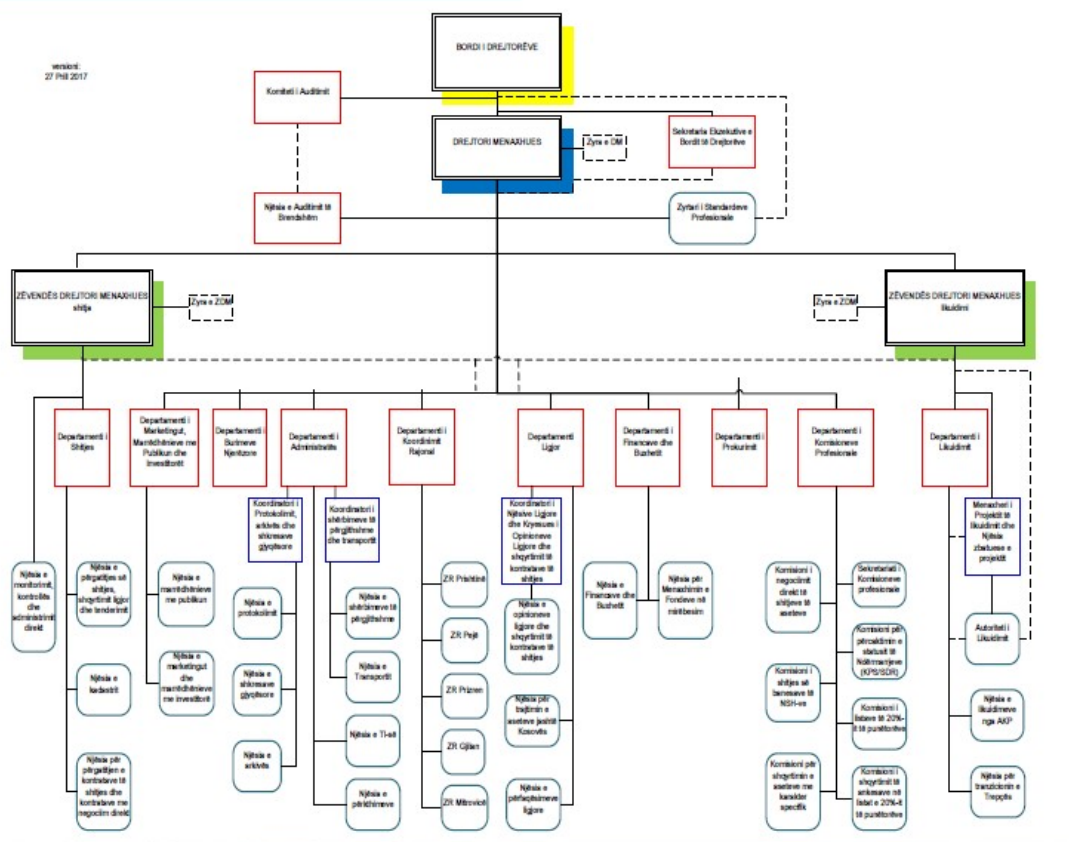 versioni:
27 Prill 2017
BORDI I DREJTORËVE
Komiteti i Auditimit
DREJTORI MENAXHUES
Zyra e DM
Sekretaria Ekzekutive e
Bordit të Drejtorëve
Njësia e Auditimit të
Brendshëm
Zyrtari i Standardeve
Profesionale
ZËVENDËS DREJTORI MENAXHUES
shitja
Zyra e ZDM
Zyra e ZDM
ZËVENDËS DREJTORI MENAXHUES
likuidimi
Departamenti i
Shitjes
Departamenti i
Marketingut,
Marrëdhënieve me
Publikun dhe
Investitorët
Departamenti i
Burimeve
Njerëzore
Departamenti i
Administratës
Departamenti i
Koordinimit
Rajonal
Departamenti
Ligjor
Departamenti i
Financave dhe
Buxhetit
Departamenti i
Prokurimit
Departamenti i
Komisioneve
Profesionale
Departamenti i
Likuidimit
Koordinatori i
Protokolimit,
arkivës dhe
shkresave
gjyqësore
Koordinatori i
shërbimeve të
përgjithshme
dhe transportit
Koordinatori i
Njësive Ligjore
dhe Kryesues i
Opinioneve
Ligjore dhe
shqyrtimit të
kontratave të
shitjes
Menaxheri i
Projektit të
likuidimit dhe
Njësia
zbatuese e
projektit
Njësia e
monitorimit,
kontrollës
dhe
administrimit
direkt
Njësia e
përgatitjes së
shitjes,
shqyrtimit ligjor
dhe tenderimit
Njësia e
kadastrit
Njësia për
përgatitjen e
kontratave të
shitjes dhe
kontratave me
negociim direkt
Njësia e
marrëdhënieve
me publikun
Njësia e
marketingut
dhe
marrëdhënieve
me investitorë
Njësia e
protokolimit
Njësia e
shkresave
gjyqësore
Njësia e
arkivës
Njësia e
shërbimeve të
përgjithshme
Njësia e
Transportit
Njësia e TI-së
Njësia e
përkthimeve
ZR Prishtinë
ZR Pejë
ZR Prizren
ZR Gjilan
ZR Mitrovicë
Njësia e
opinioneve
ligjore dhe
shqyrtimit të
kontratave të
shitjes
Njësia për
trajtimin e
aseteve jashtë
Kosovës
Njësia e
përfaqësimeve
ligjore
Njësia e
Financave dhe
Buxhetit
Njësia për
Menaxhimin e
Fondeve në
mirëbesim
Komisioni i
negocimit
direkt të
shitjeve të
aseteve
Komisioni i
shitjes së
banesave të
NSH-ve
Komisioni për
shqyrtimin e
aseteve me
karakter
specifik
Sekretariati i
Komisioneve
profesionale
Komisioni për
përcaktimin e
statusit të
Ndërmarrjeve
(KPS/SDR)
Komisioni i
listave të 20%-
it të punëtorëve
Komisioni i
shqyrtimit të
ankesave në
listat e 20%-it
të punëtorëve
Autoriteti i
Likuidimit
Njësia e
likuidimeve
nga AKP
Njësia për
tranzicionin e
Trepçës